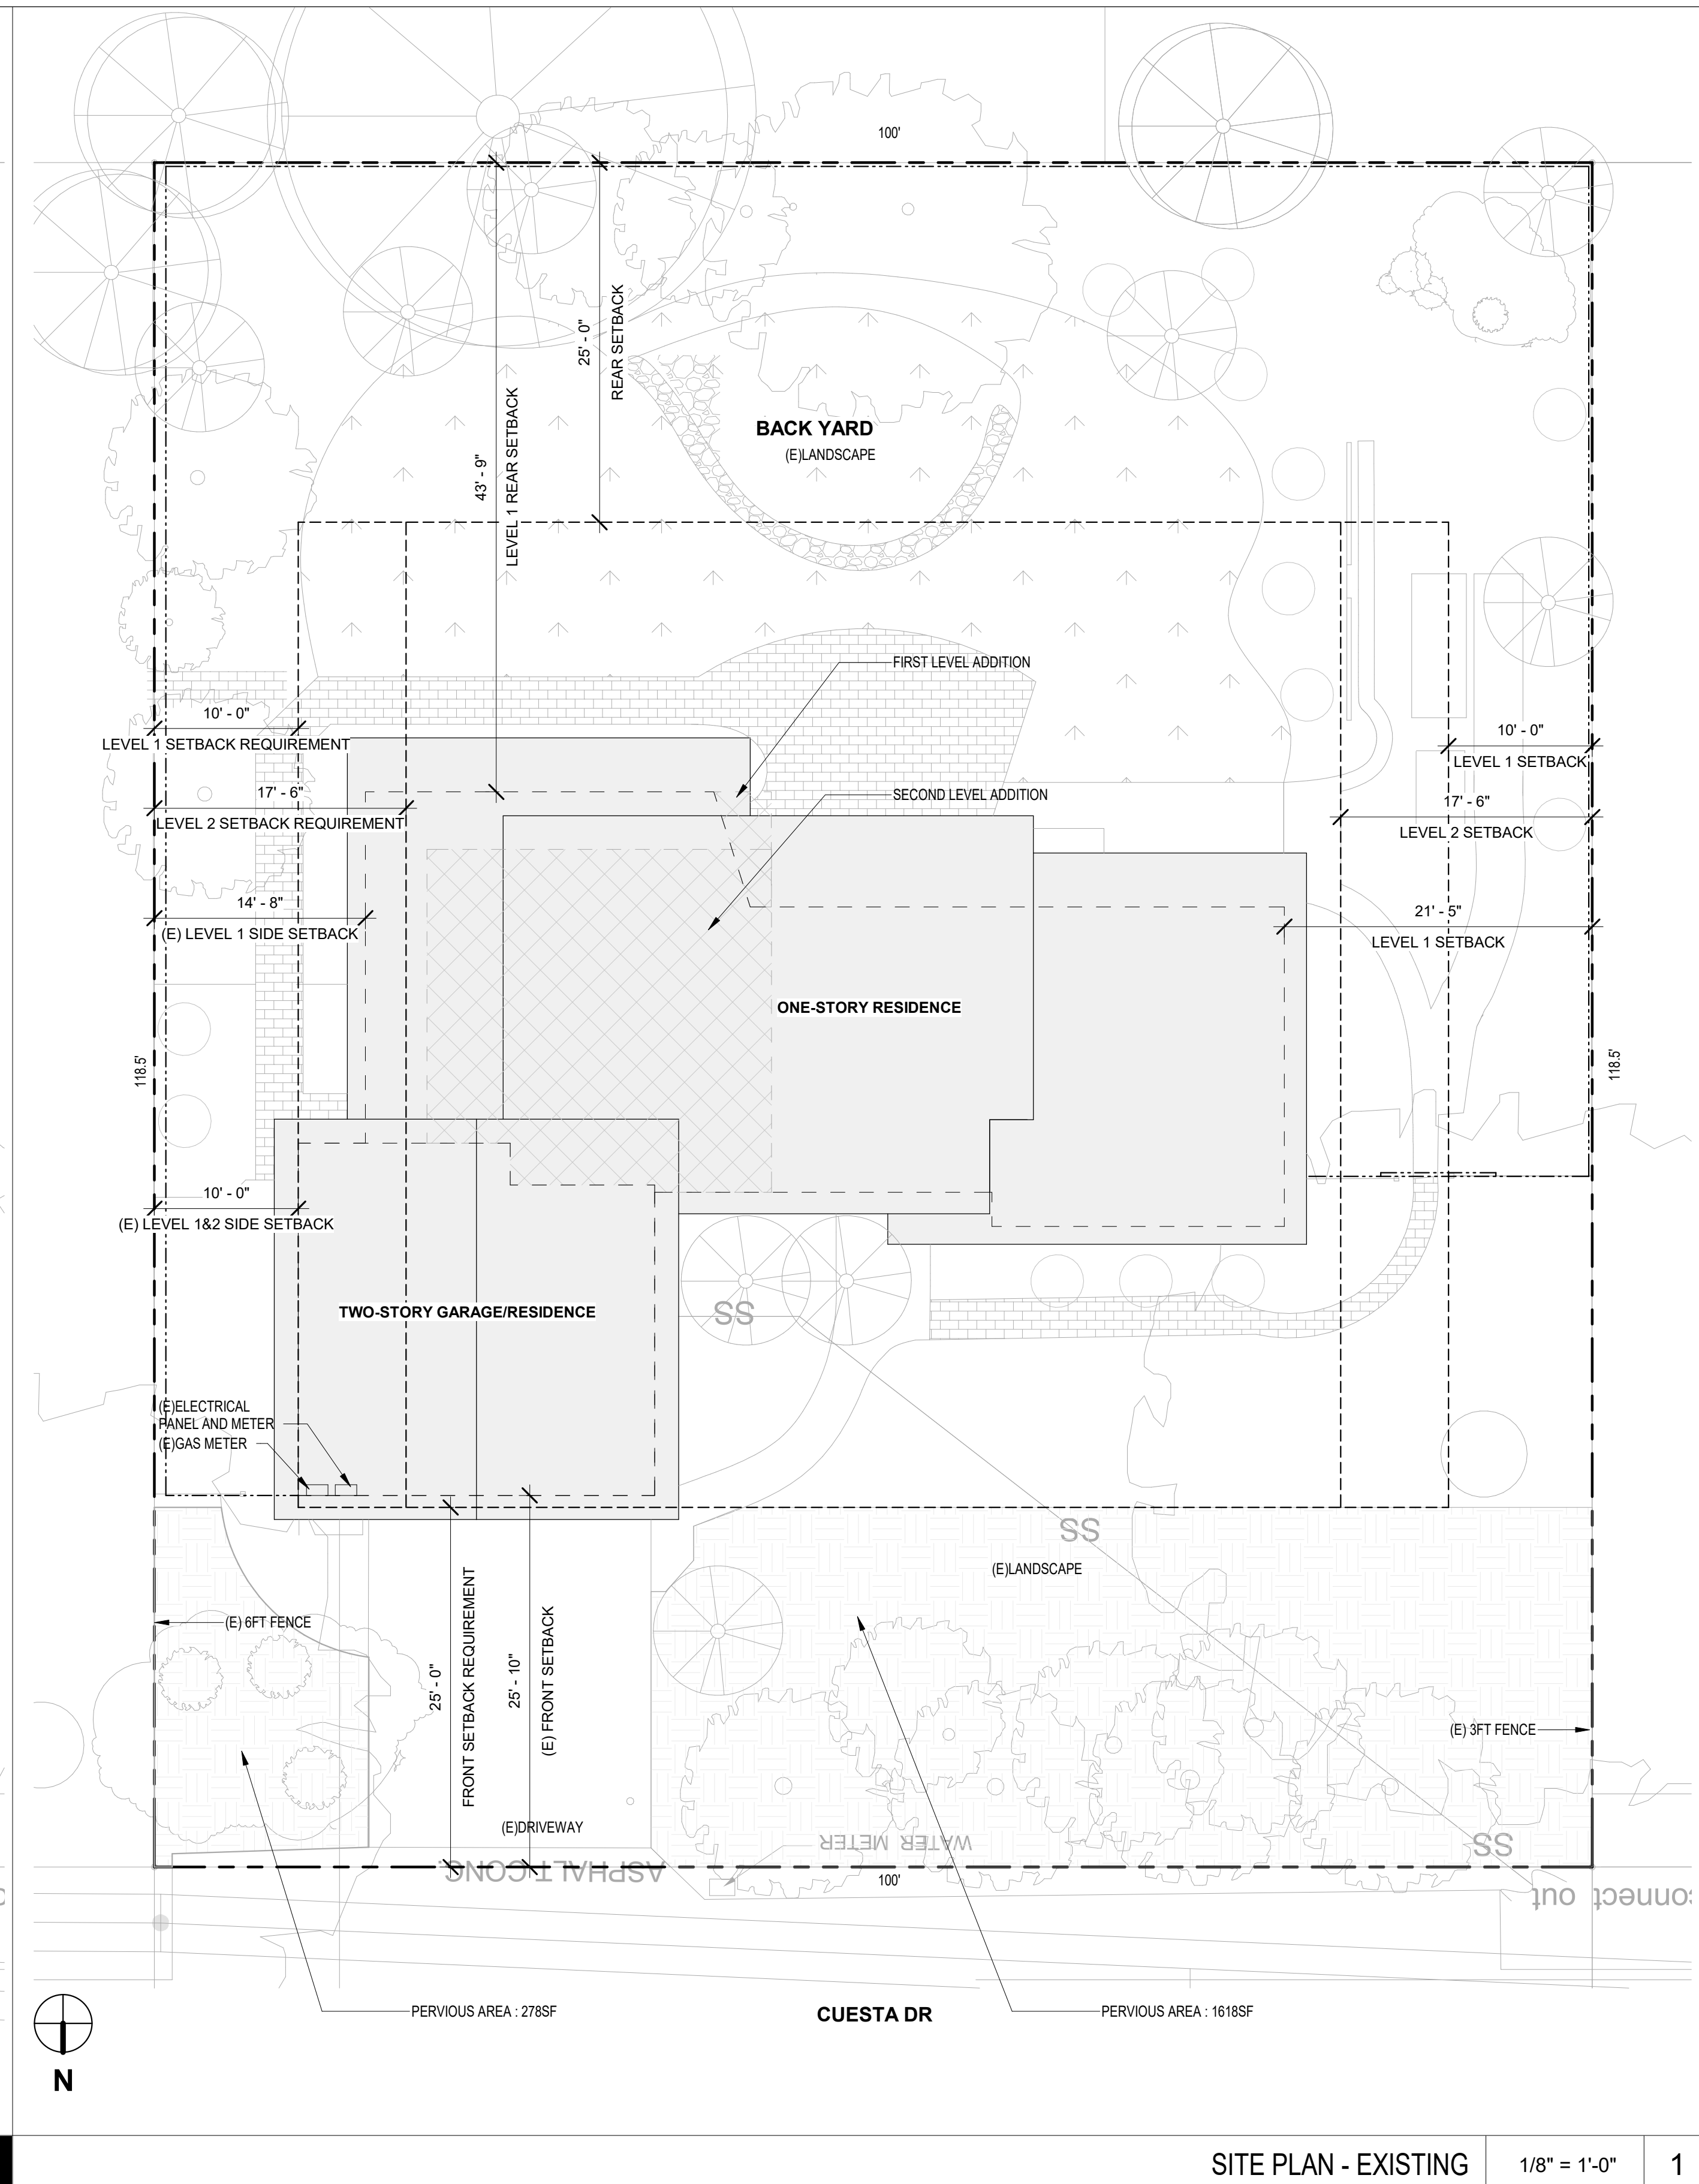 100'
25' - 0"
REAR SETBACK
43' - 9"
LEVEL 1 REAR SETBACK
BACK YARD
(E)LANDSCAPE
FIRST LEVEL ADDITION
10' - 0"
LEVEL 1 SETBACK REQUIREMENT
10' - 0"
LEVEL 1 SETBACK
17' - 6"
LEVEL 2 SETBACK REQUIREMENT
SECOND LEVEL ADDITION
17' - 6"
LEVEL 2 SETBACK
14' - 8"
(E) LEVEL 1 SIDE SETBACK
21' - 5"
LEVEL 1 SETBACK
ONE-STORY RESIDENCE
118.5'
118.5'
10' - 0"
(E) LEVEL 1&2 SIDE SETBACK
TWO-STORY GARAGE/RESIDENCE
SS
(E)ELECTRICAL
PANEL AND METER
(E)GAS METER
SS
(E)LANDSCAPE
(E) 6FT FENCE
25' - 0"
FRONT SETBACK REQUIREMENT
25' - 10"
(E) FRONT SETBACK
(E) 3FT FENCE
(E)DRIVEWAY
WATER METER
SS
ASPHALT CONC
100'
connect out
PERVIOUS AREA : 278SF
CUESTA DR
PERVIOUS AREA : 1618SF
N
SITE PLAN - EXISTING
1/8" = 1'-0"
1